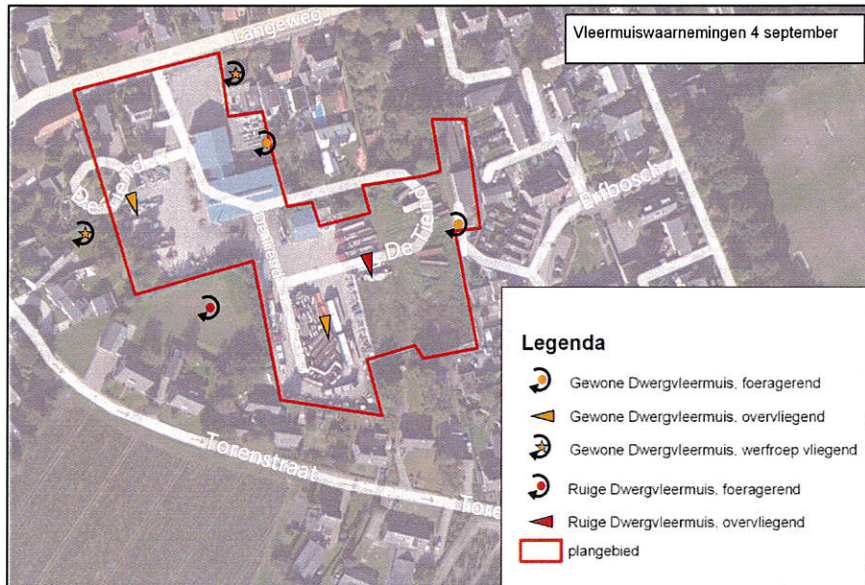 Vleermuiswaarnemingen 4 september
Langeweg
De Tiend
De Tiend
De Tiend
Erfbosch
Torenstraat
Legenda
Gewone Dwergvleermuis, foeragerend
Gewone Dwergvleermuis, overvliegend
Gewone Dwergvleermuis, werfroep vliegend
Ruige Dwergvleermuis, foeragerend
Ruige Dwergvleermuis, overvliegend
plangebied